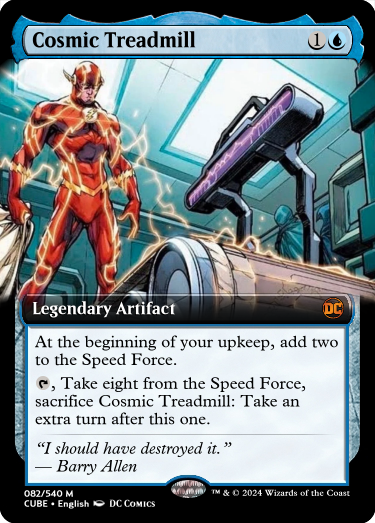 Cosmic Treadmill 1
Legendary Artifact DC
At the beginning of your upkeep, add two
to the Speed Force.
, Take eight from the Speed Force,
sacrifice Cosmic Treadmill: Take an
extra turn after this one.
“I should have destroyed it.”
— Barry Allen
082/540 M
CUBE • English DC Comics ™ & © 2024 Wizards of the Coast